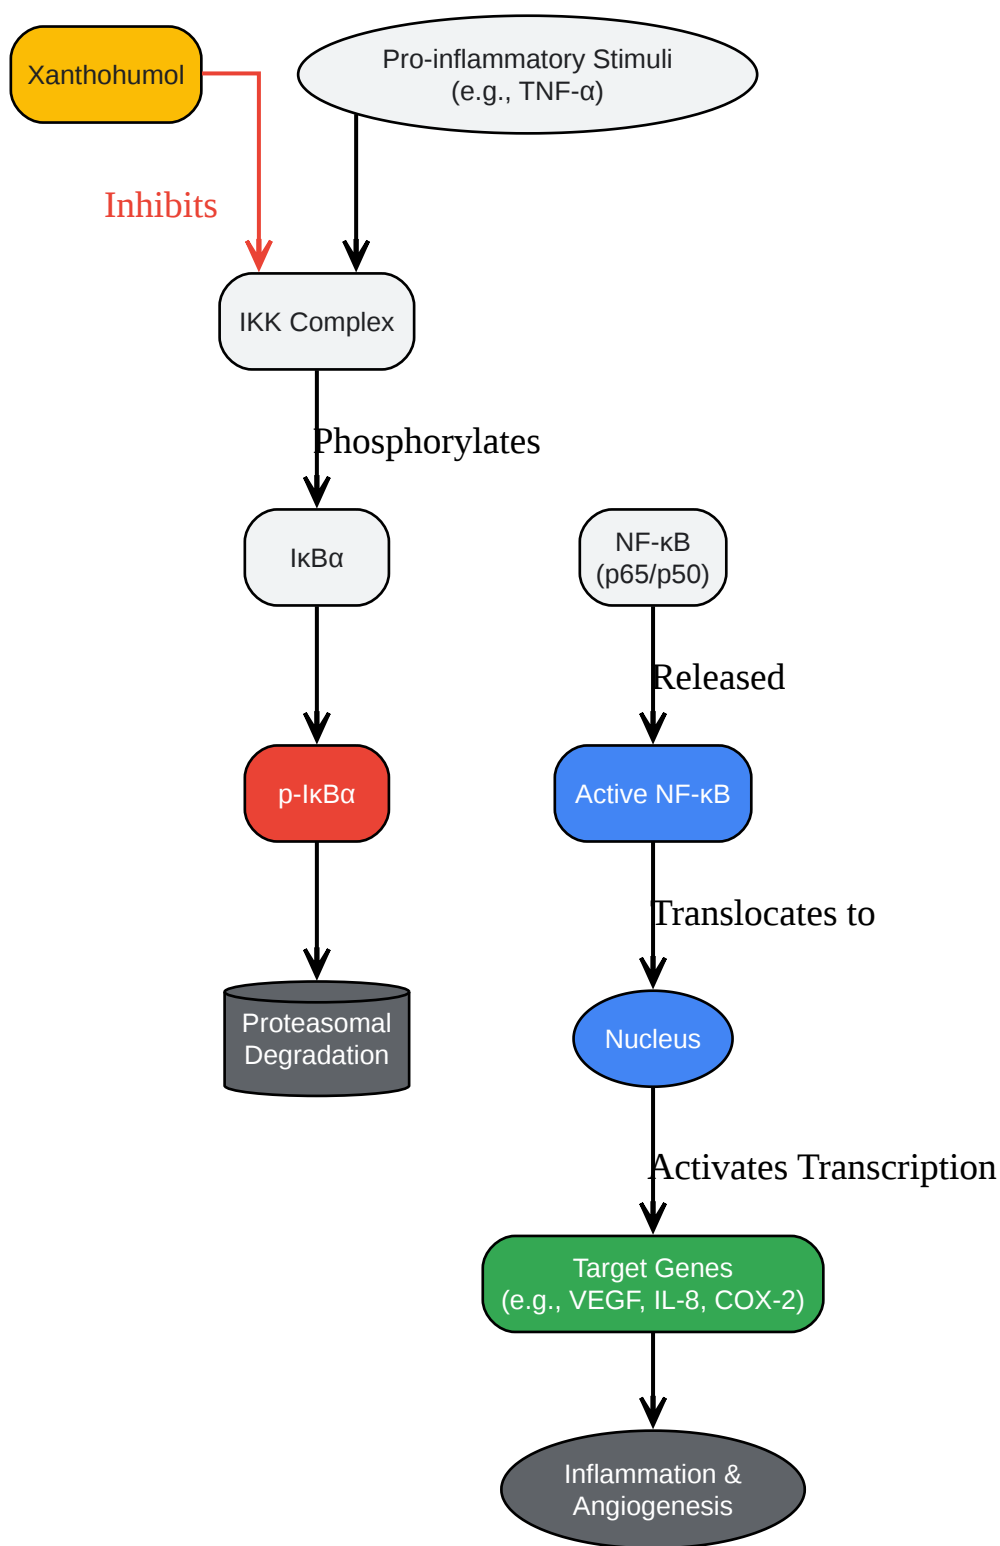 Xanthohumol
Pro-inflammatory Stimuli
(e.g., TNF-α)
Inhibits
IKK Complex
Phosphorylates
IκBα
NF-κB
(p65/p50)
Released
p-IκBα
Active NF-κB
Translocates to
Proteasomal
Degradation
Nucleus
Activates Transcription
Target Genes
(e.g., VEGF, IL-8, COX-2)
Inflammation &
Angiogenesis